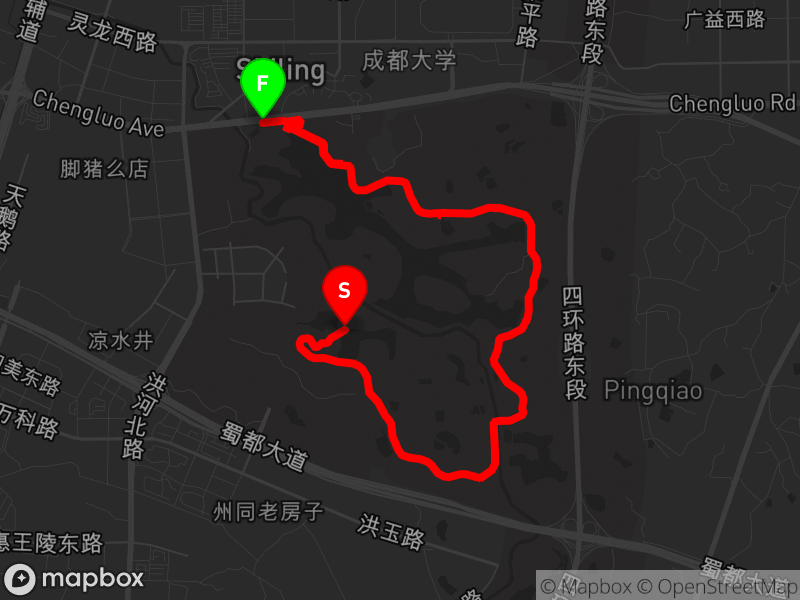 辅道
灵龙西路
平路
路东段
广益西路
成都大学
F
Chengluo Ave
Chengluo Rd
脚猪么店
天鹅路
S
四环路东段
凉水井
美东路
Pingqiao
洪河北路
万科路
蜀都大道
州同老房子
洪玉路
惠王陵东路
蜀都大道
mapbox
© Mapbox © OpenStreetMap